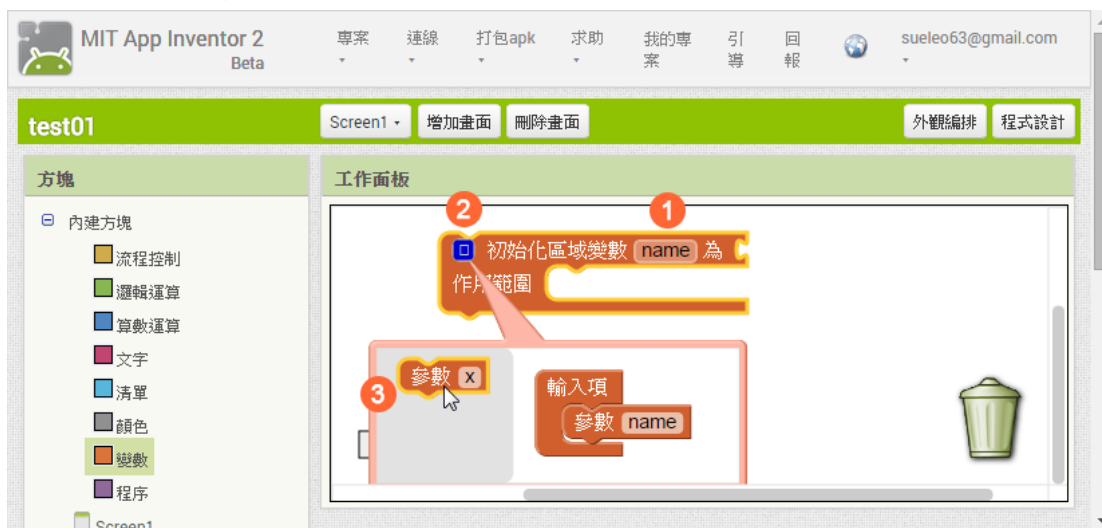 MIT App Inventor 2
Beta
專案
連線
打包apk
求助
我的專案
引導
回報
sueleo63@gmail.com
test01
Screen1
增加畫面
刪除畫面
外觀編排
程式設計
方塊
工作面板
內建方塊
流程控制
邏輯運算
算數運算
文字
清單
顏色
變數
程序
Screen1
2
1
初始化區域變數 name 為
作用範圍
3
參數 x
輸入項
參數 name